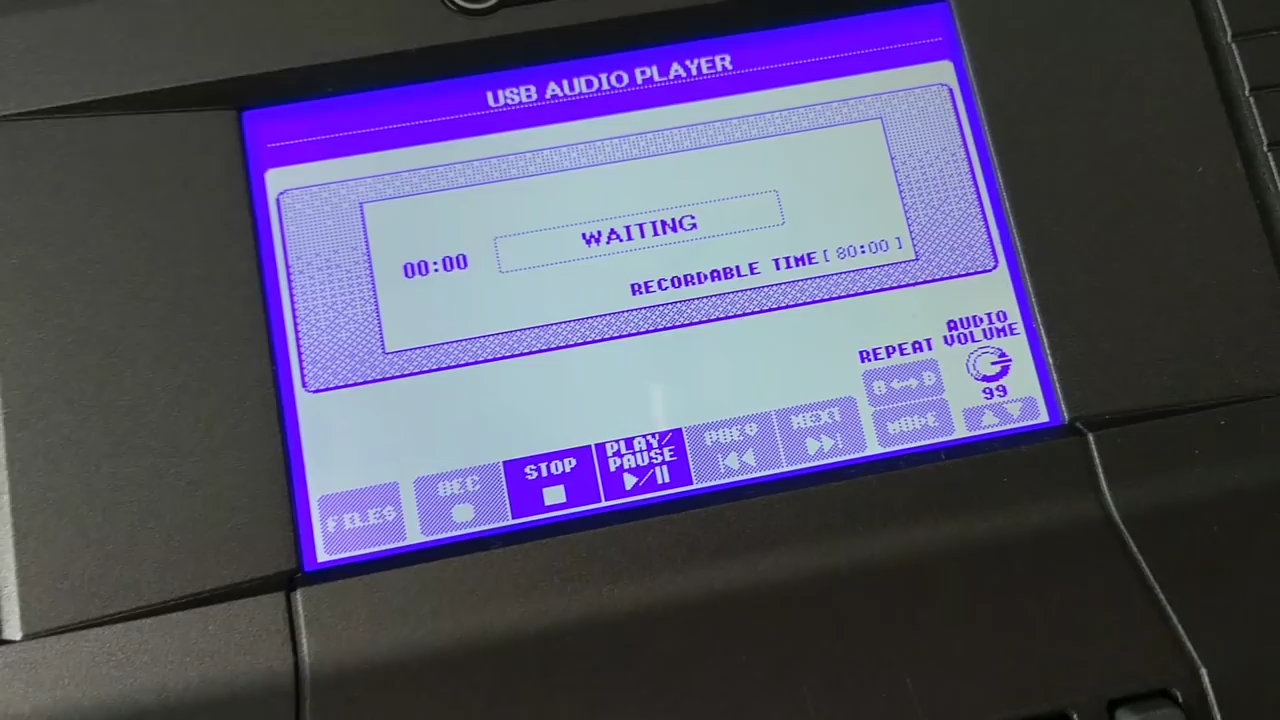 USB AUDIO PLAYER
WAITING
00:00
RECORDABLE TIME [ 80:00 ]
REPEAT
AUDIO
VOLUME
99
FILES
REC
STOP
PLAY/
PAUSE
PREV
NEXT
MODE